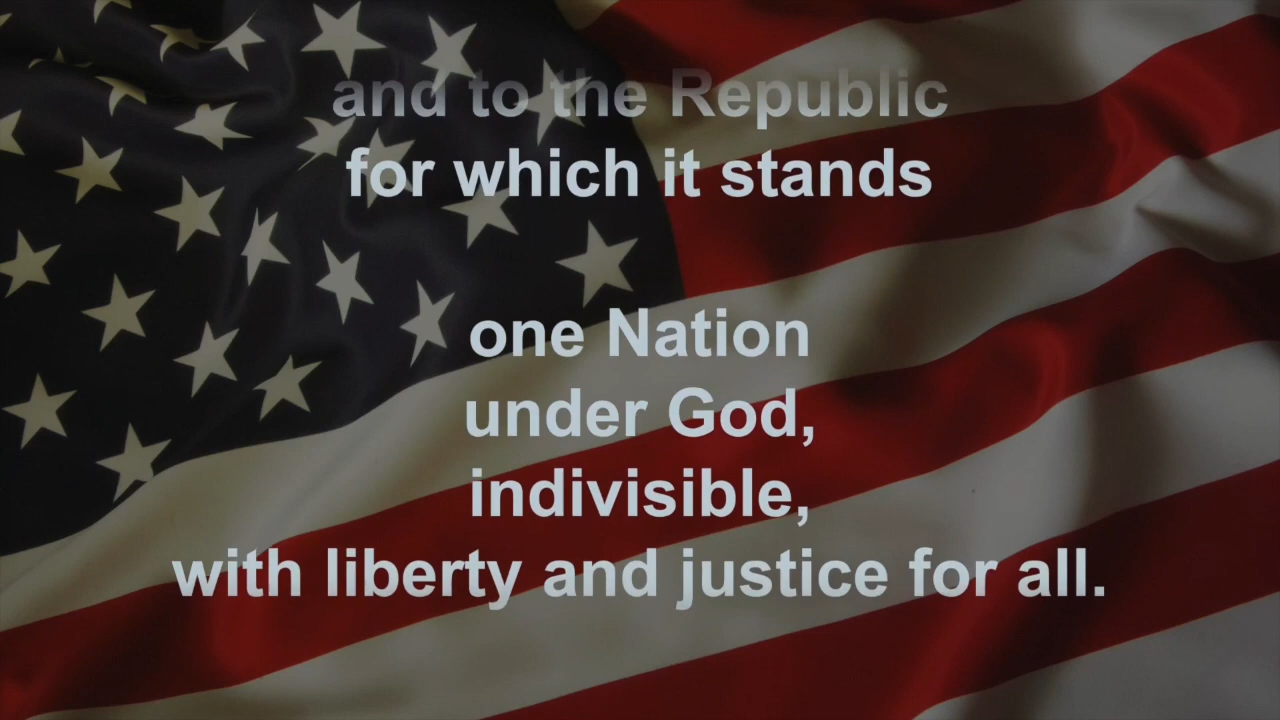 and to the Republic
for which it stands
one Nation
under God,
indivisible,
with liberty and justice for all.